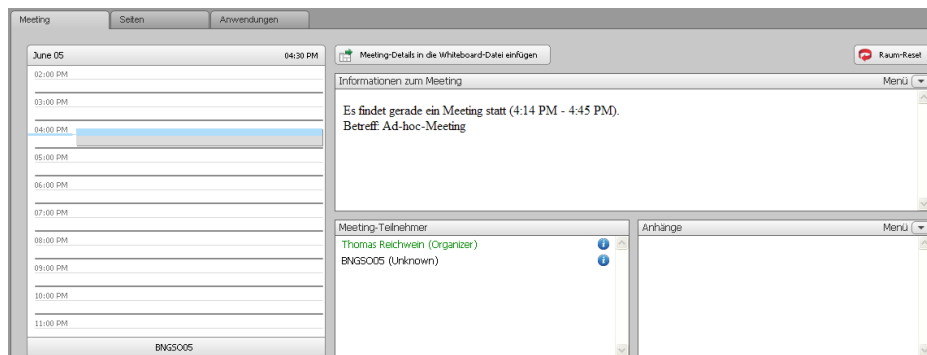 Meeting
Seiten
Anwendungen
June 05
04:30 PM
02:00 PM
03:00 PM
04:00 PM
05:00 PM
06:00 PM
07:00 PM
08:00 PM
09:00 PM
10:00 PM
11:00 PM
BNGSO05
Meeting-Details in die Whiteboard-Datei einfügen
Raum-Reset
Informationen zum Meeting
Menü
Es findet gerade ein Meeting statt (4:14 PM - 4:45 PM).
Betreff: Ad-hoc-Meeting
Meeting-Teilnehmer
Thomas Reichwein (Organizer)
BNGSO05 (Unknown)
Anhänge
Menü